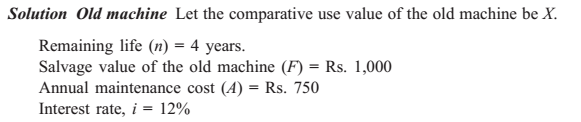 Solution Old machine Let the comparative use value of the old machine be X.
Remaining life (n) = 4 years.
Salvage value of the old machine (F) = Rs. 1,000
Annual maintenance cost (A) = Rs. 750
Interest rate, i = 12%